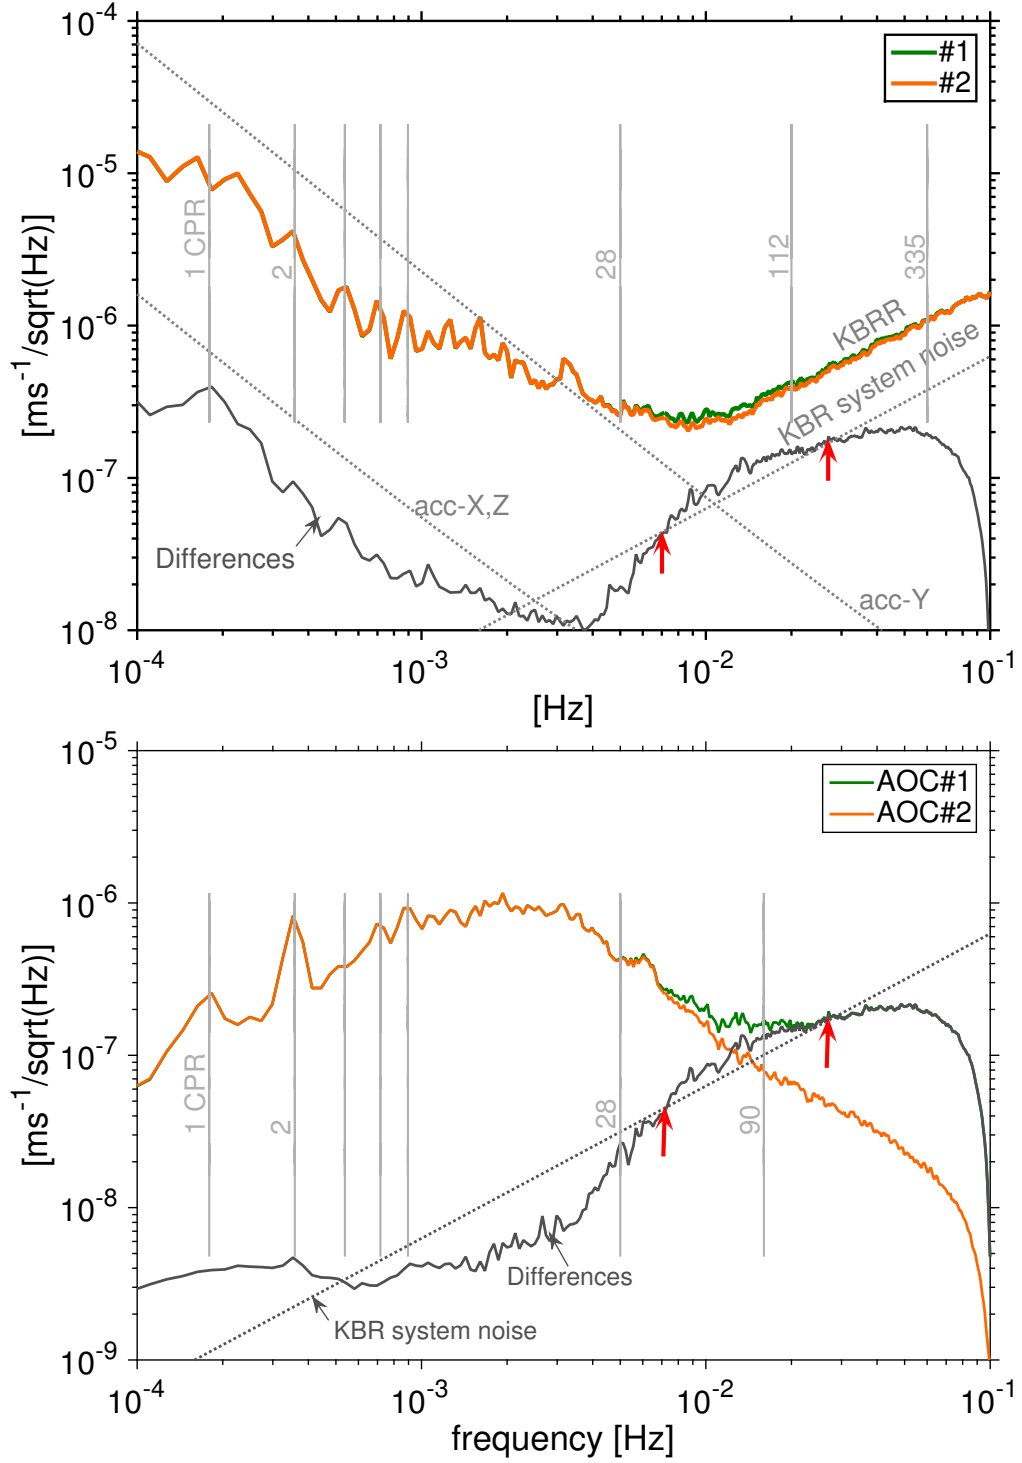 10^-4
10^-5
10^-6
10^-7
10^-8
[ms^-1/sqrt(Hz)]
#1
#2
1 CPR
2
28
112
335
KBRR
KBR system noise
acc-X,Z
Differences
acc-Y
10^-4
10^-3
10^-2
10^-1
[Hz]
10^-5
10^-6
10^-7
10^-8
10^-9
[ms^-1/sqrt(Hz)]
AOC#1
AOC#2
1 CPR
2
28
90
Differences
KBR system noise
10^-4
10^-3
10^-2
10^-1
frequency [Hz]